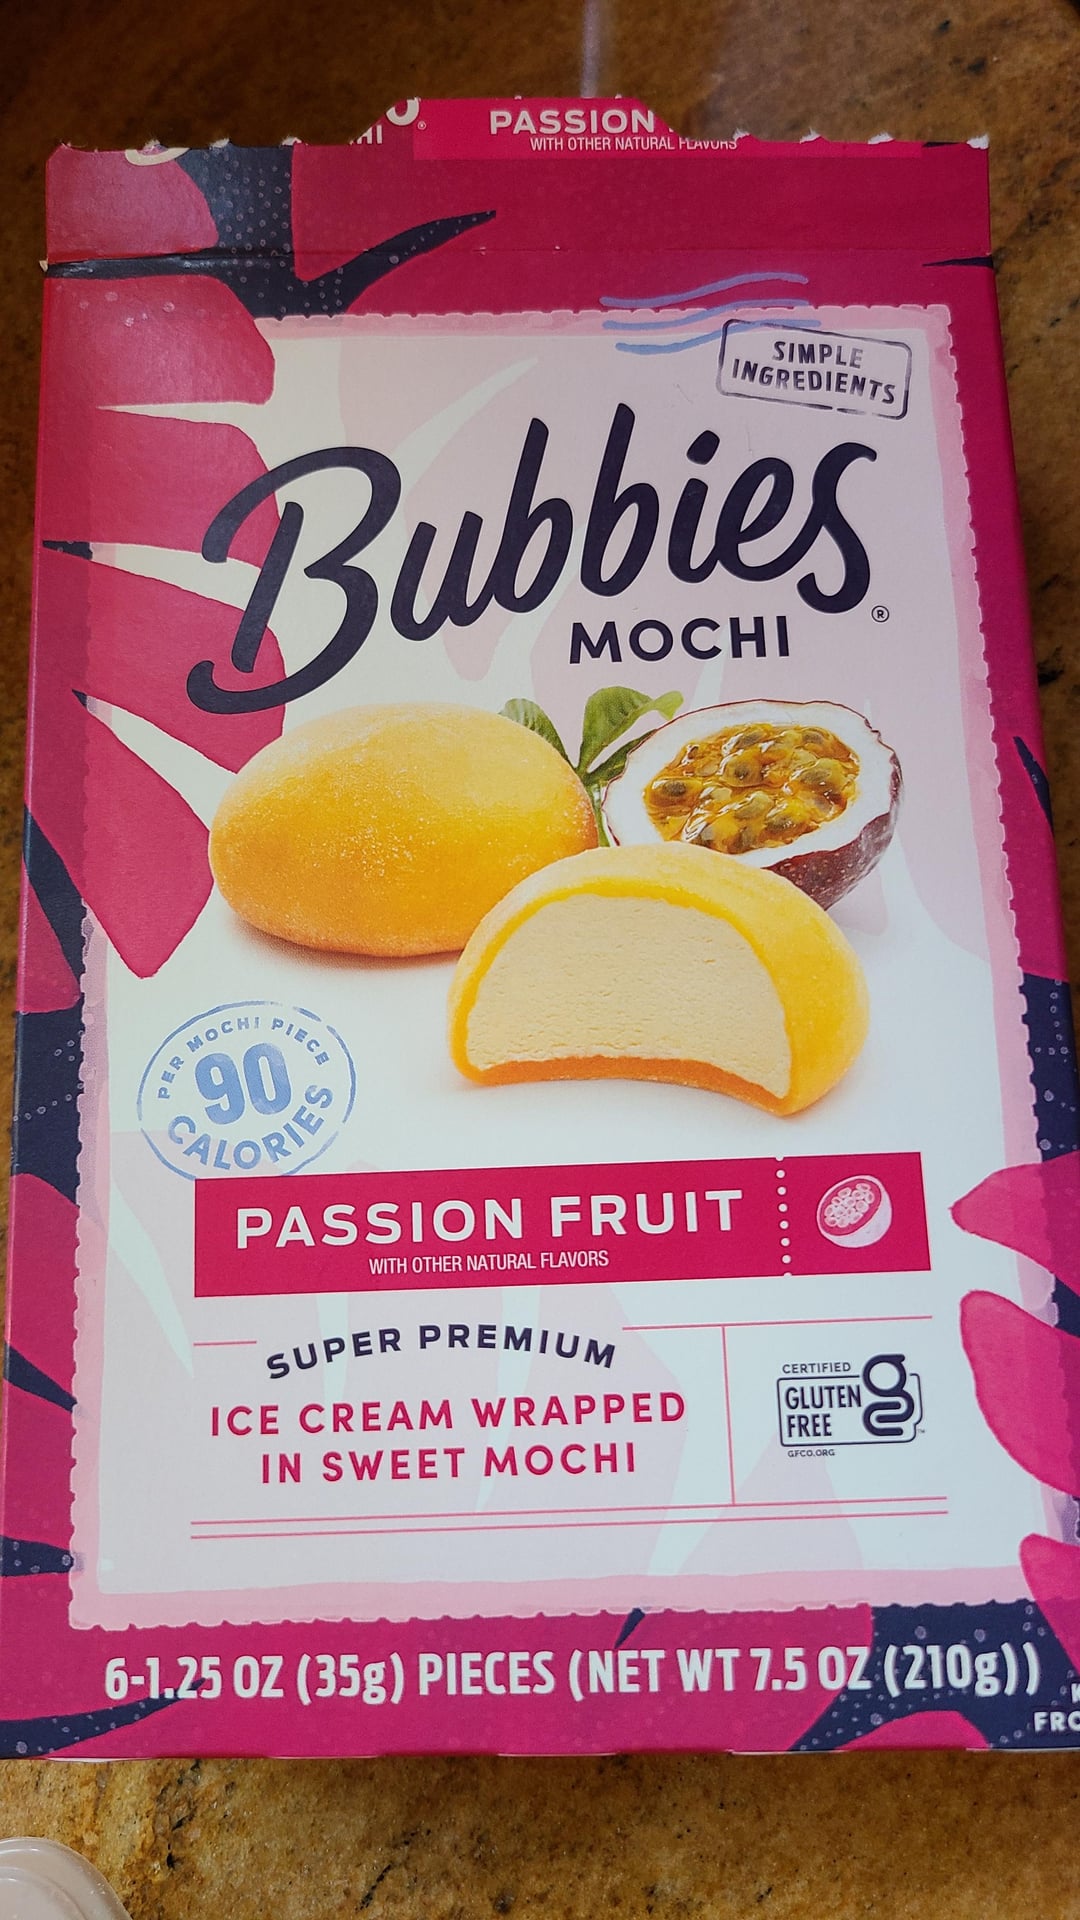 PASSION
WITH OTHER NATURAL FLAVORS
SIMPLE
INGREDIENTS
Bubbies
MOCHI
PER MOCHI PIECE
90
CALORIES
PASSION FRUIT
WITH OTHER NATURAL FLAVORS
SUPER PREMIUM
ICE CREAM WRAPPED
IN SWEET MOCHI
CERTIFIED
GLUTEN
FREE
GFCO.ORG
6-1.25 OZ (35g) PIECES (NET WT 7.5 OZ (210g))